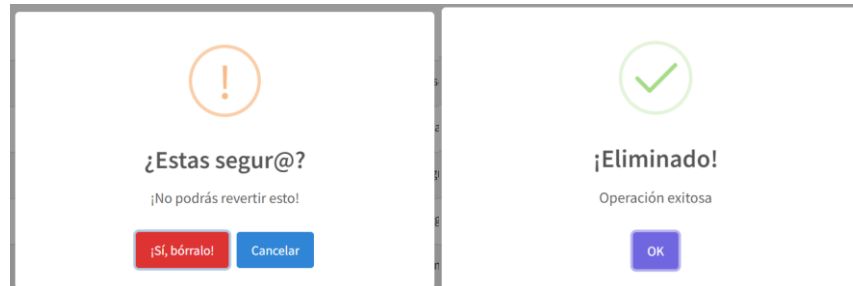 ¿Estas segur@?
¡No podrás revertir esto!
¡Sí, bórralo!
Cancelar
¡Eliminado!
Operación exitosa
OK